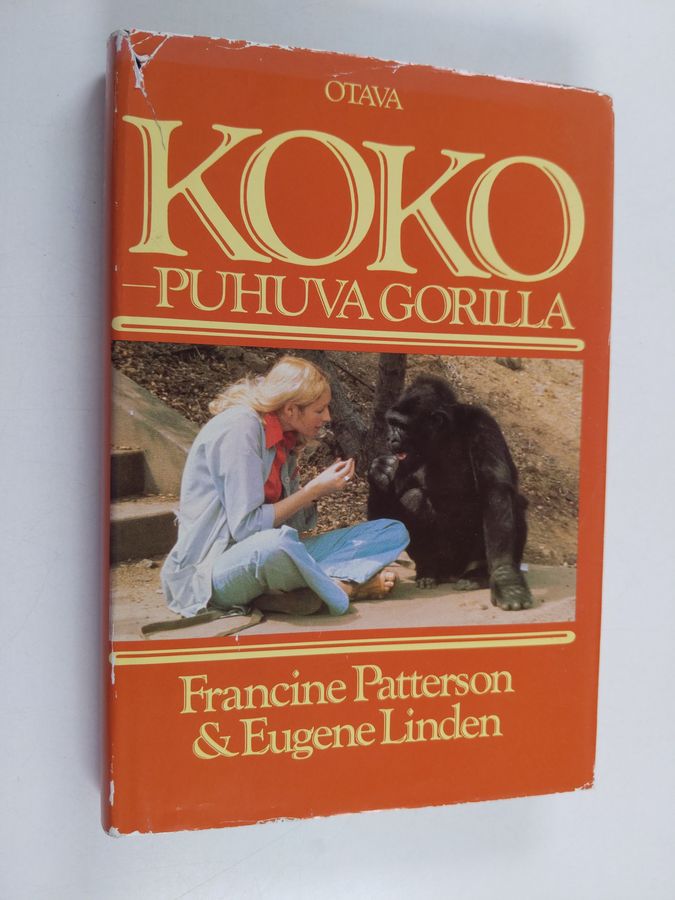 OTAVA
KOKO
—PUHUVA GORILLA
Francine Patterson
& Eugene Linden